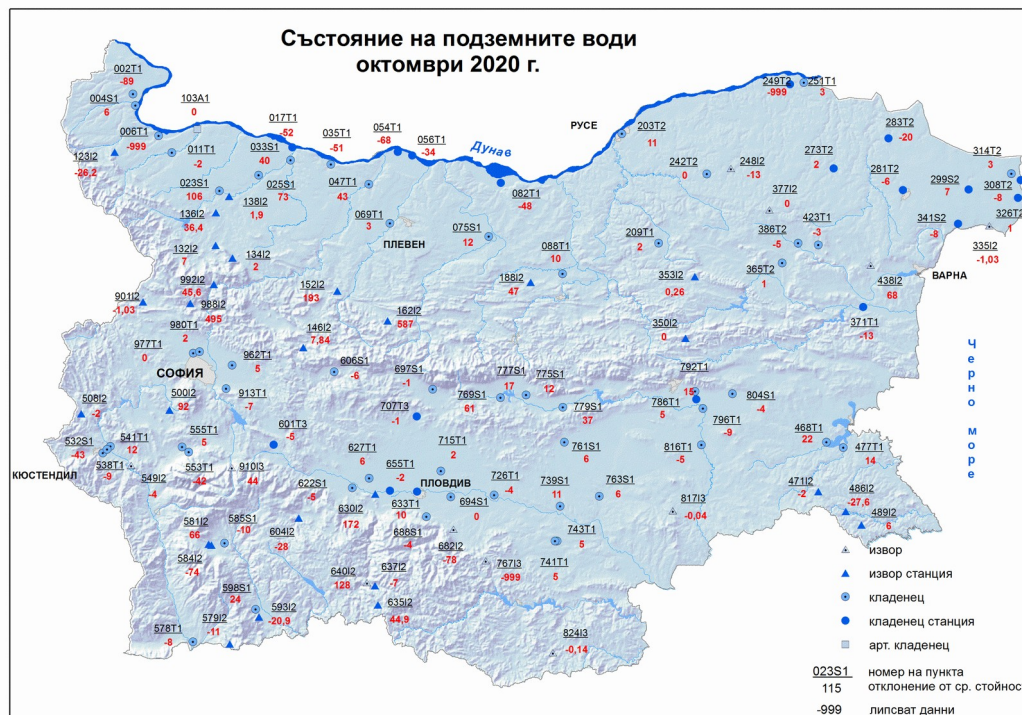 Състояние на подземните води
октомври 2020 г.
002T1
-89
004S1
6
103A1
0
006T1
-999
011T1
-2
123I2
-26,2
017T1
-52
033S1
40
035T1
-51
054T1
-68
056T1
-34
Дунав
РУСЕ
203T2
11
249T2
-999
251T1
3
283T2
-20
314T2
3
242T2
0
248I2
-13
273T2
2
281T2
-6
299S2
7
308T2
-8
023S1
106
025S1
73
138I2
1,9
047T1
43
082T1
-48
377I2
0
423T1
-3
341S2
-8
326T2
1
136I2
36,4
069T1
3
ПЛЕВЕН
075S1
12
088T1
10
209T1
2
386T2
-5
335I2
-1,03
132I2
7
134I2
2
365T2
1
ВАРНА
992I2
45,6
152I2
193
188I2
47
353I2
0,26
438I2
68
901I2
-1,03
988I2
495
162I2
587
371T1
-13
980T1
2
146I2
7,84
350I2
0
977T1
0
962T1
5
606S1
-6
697S1
-1
777S1
17
775S1
12
792T1
15
Черно море
СОФИЯ
913T1
-7
769S1
61
779S1
37
786T1
5
804S1
-4
508I2
-2
500I2
92
707T3
-1
796T1
-9
532S1
-43
541T1
12
555T1
5
601T3
-5
627T1
6
715T1
2
761S1
6
816T1
-5
468T1
22
477T1
14
КЮСТЕНДИЛ
538T1
-9
549I2
-4
553T1
-42
910I3
44
622S1
-5
655T1
-2
ПЛОВДИВ
726T1
-4
739S1
11
763S1
6
471I2
-2
486I2
-27,6
630I2
172
633T1
10
694S1
0
817I3
-0,04
489I2
6
581I2
66
585S1
-10
604I2
-28
688S1
-4
682I2
-78
743T1
5
584I2
-74
640I2
128
637I2
-7
767I3
-999
741T1
5
598S1
24
593I2
-20,9
635I2
44,9
578T1
-8
579I2
-11
824I3
-0,14
извор
извор станция
кладенец
кладенец станция
арт. кладенец
023S1 номер на пункта
115 отклонение от ср. стойнос
-999 липсват данни